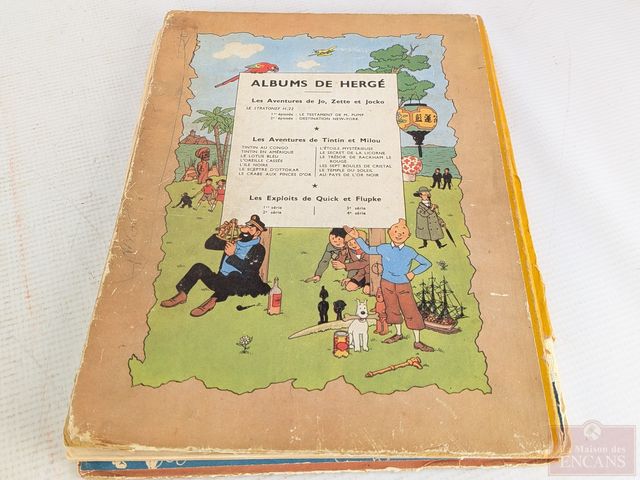 ALBUMS DE HERGÉ
Les Aventures de Jo, Zette et Jocko
LE STRATONEF H.22
1er épisode : LE TESTAMENT DE M. PUMP
2e épisode : DESTINATION NEW-YORK
Les Aventures de Tintin et Milou
TINTIN AU CONGO
TINTIN EN AMÉRIQUE
LE LOTUS BLEU
L'OREILLE CASSÉE
L'ILE NOIRE
LE SCEPTRE D'OTTOKAR
LE CRABE AUX PINCES D'OR
L'ÉTOILE MYSTÉRIEUSE
LE SECRET DE LA LICORNE
LE TRÉSOR DE RACKHAM LE
ROUGE
LES SEPT BOULES DE CRISTAL
LE TEMPLE DU SOLEIL
AU PAYS DE L'OR NOIR
Les Exploits de Quick et Flupke
1re série
2e série
3e série
4e série
La Maison des
ENCANS